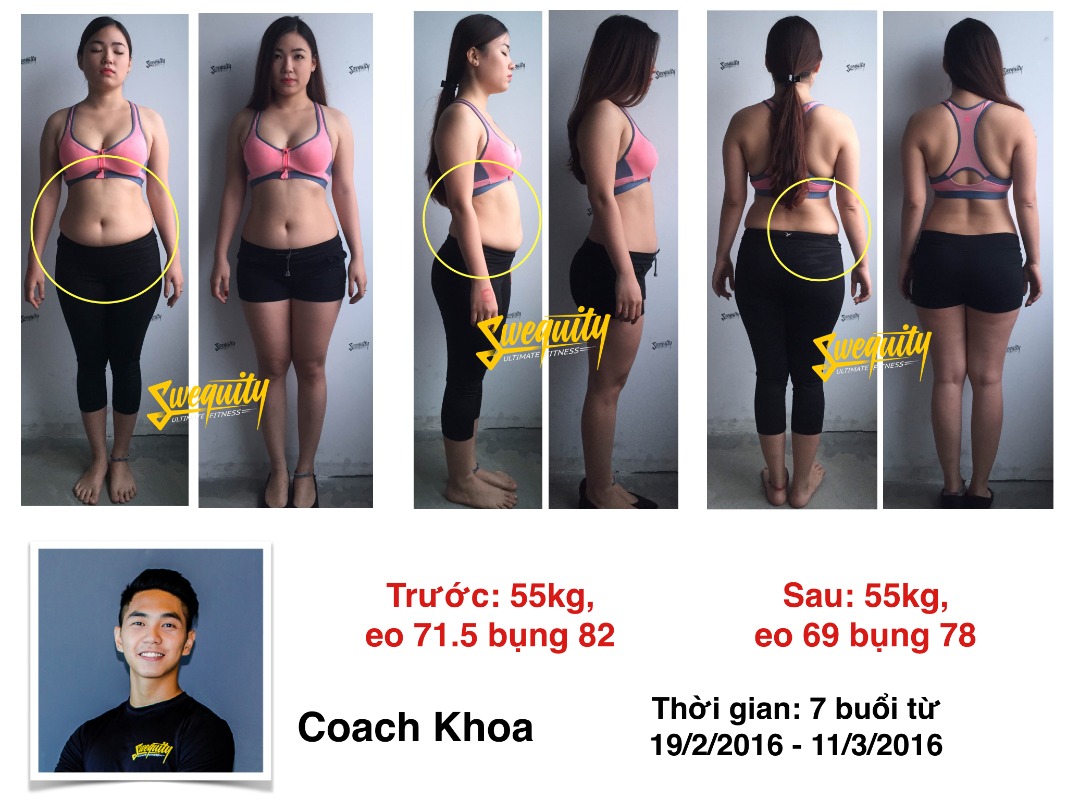 Swequity
ULTIMATE FITNESS
Swequity
ULTIMATE FITNESS
Swequity
ULTIMATE FITNESS
Trước: 55kg,
eo 71.5 bụng 82
Sau: 55kg,
eo 69 bụng 78
Swequity
Coach Khoa
Thời gian: 7 buổi từ
19/2/2016 - 11/3/2016